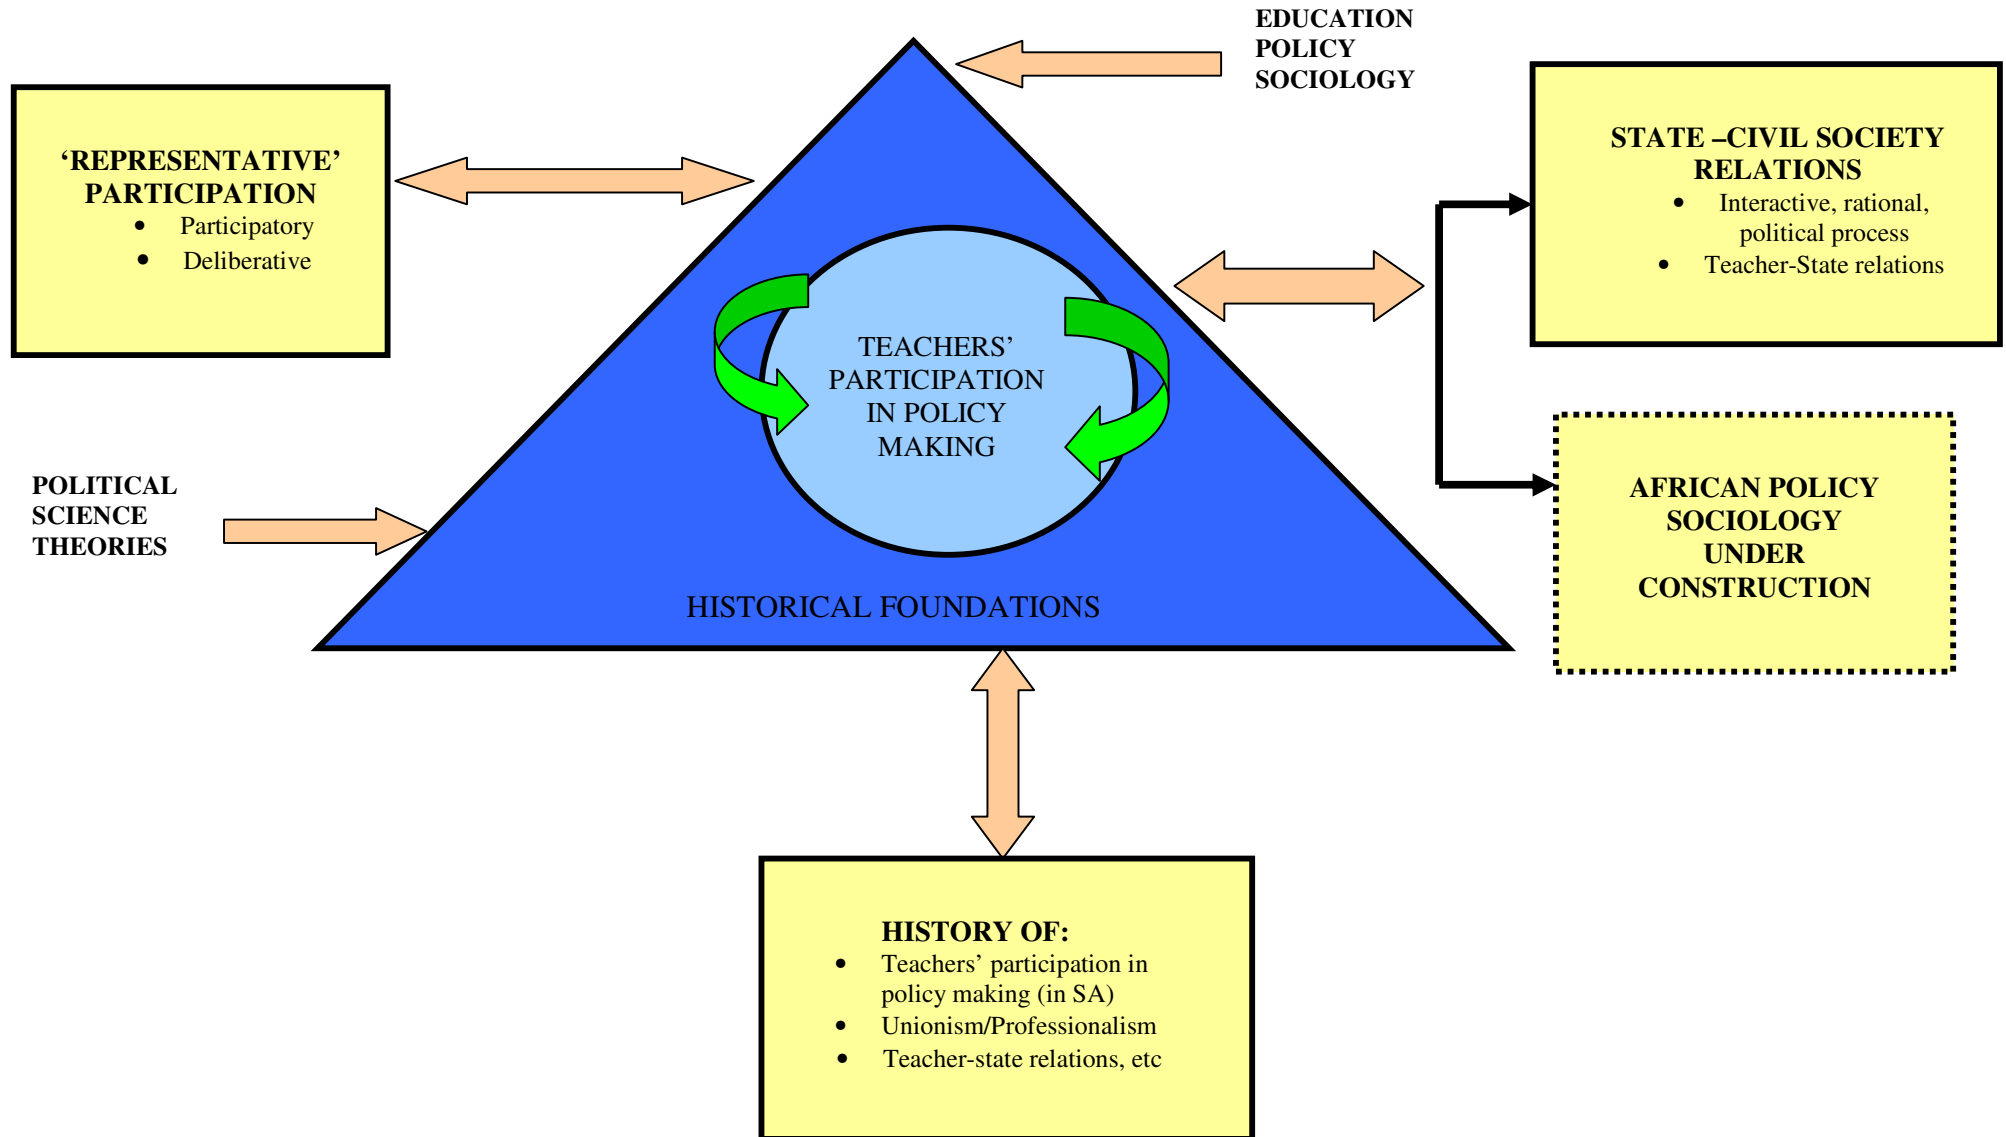 EDUCATION
POLICY
SOCIOLOGY
‘REPRESENTATIVE’
PARTICIPATION
• Participatory
• Deliberative
STATE –CIVIL SOCIETY
RELATIONS
• Interactive, rational,
political process
• Teacher-State relations
TEACHERS’
PARTICIPATION
IN POLICY
MAKING
POLITICAL
SCIENCE
THEORIES
AFRICAN POLICY
SOCIOLOGY
UNDER
CONSTRUCTION
HISTORICAL FOUNDATIONS
HISTORY OF:
• Teachers’ participation in
policy making (in SA)
• Unionism/Professionalism
• Teacher-state relations, etc